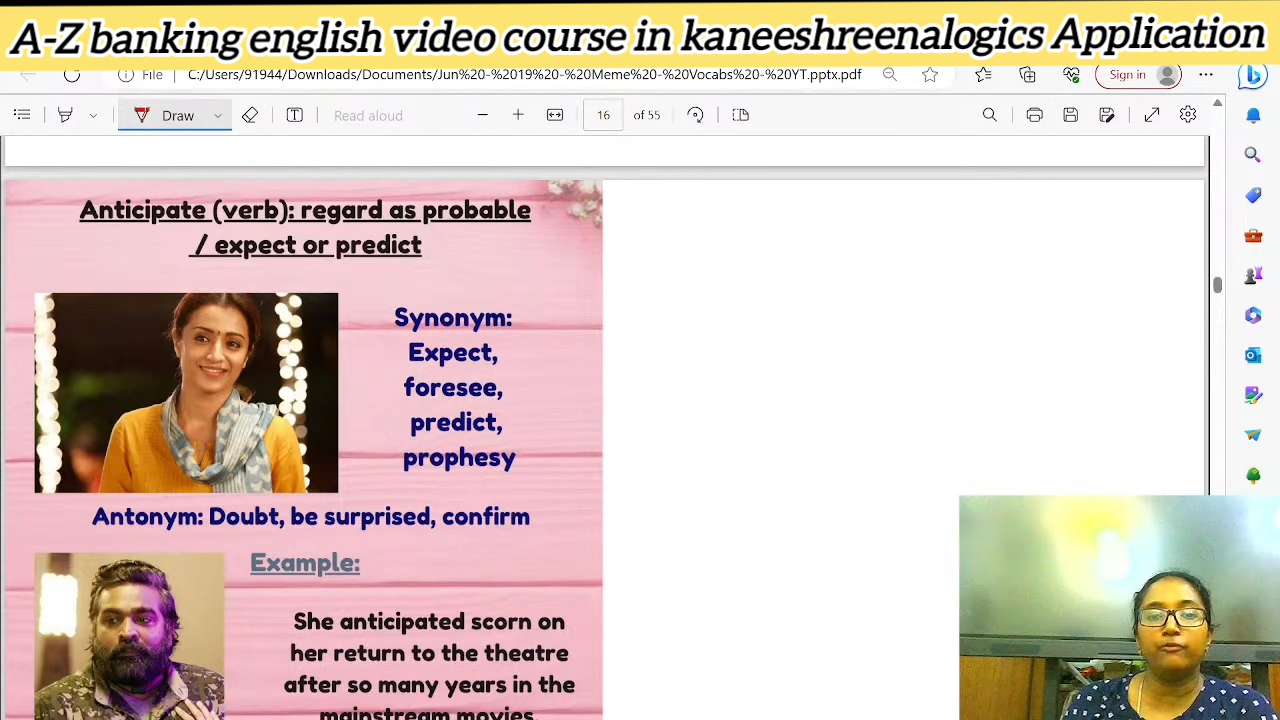 A-Z banking english video course in kaneeshreenalogics Application
File C:/Users/91944/Downloads/Documents/Jun%20-%2019%20-%20Meme%20-%20Vocabs%20-%20YT.pptx.pdf Sign in
Draw Read aloud 16 of 55
Anticipate (verb): regard as probable
/ expect or predict
Synonym:
Expect,
foresee,
predict,
prophesy
Antonym: Doubt, be surprised, confirm
Example:
She anticipated scorn on
her return to the theatre
after so many years in the
mainstream movies.